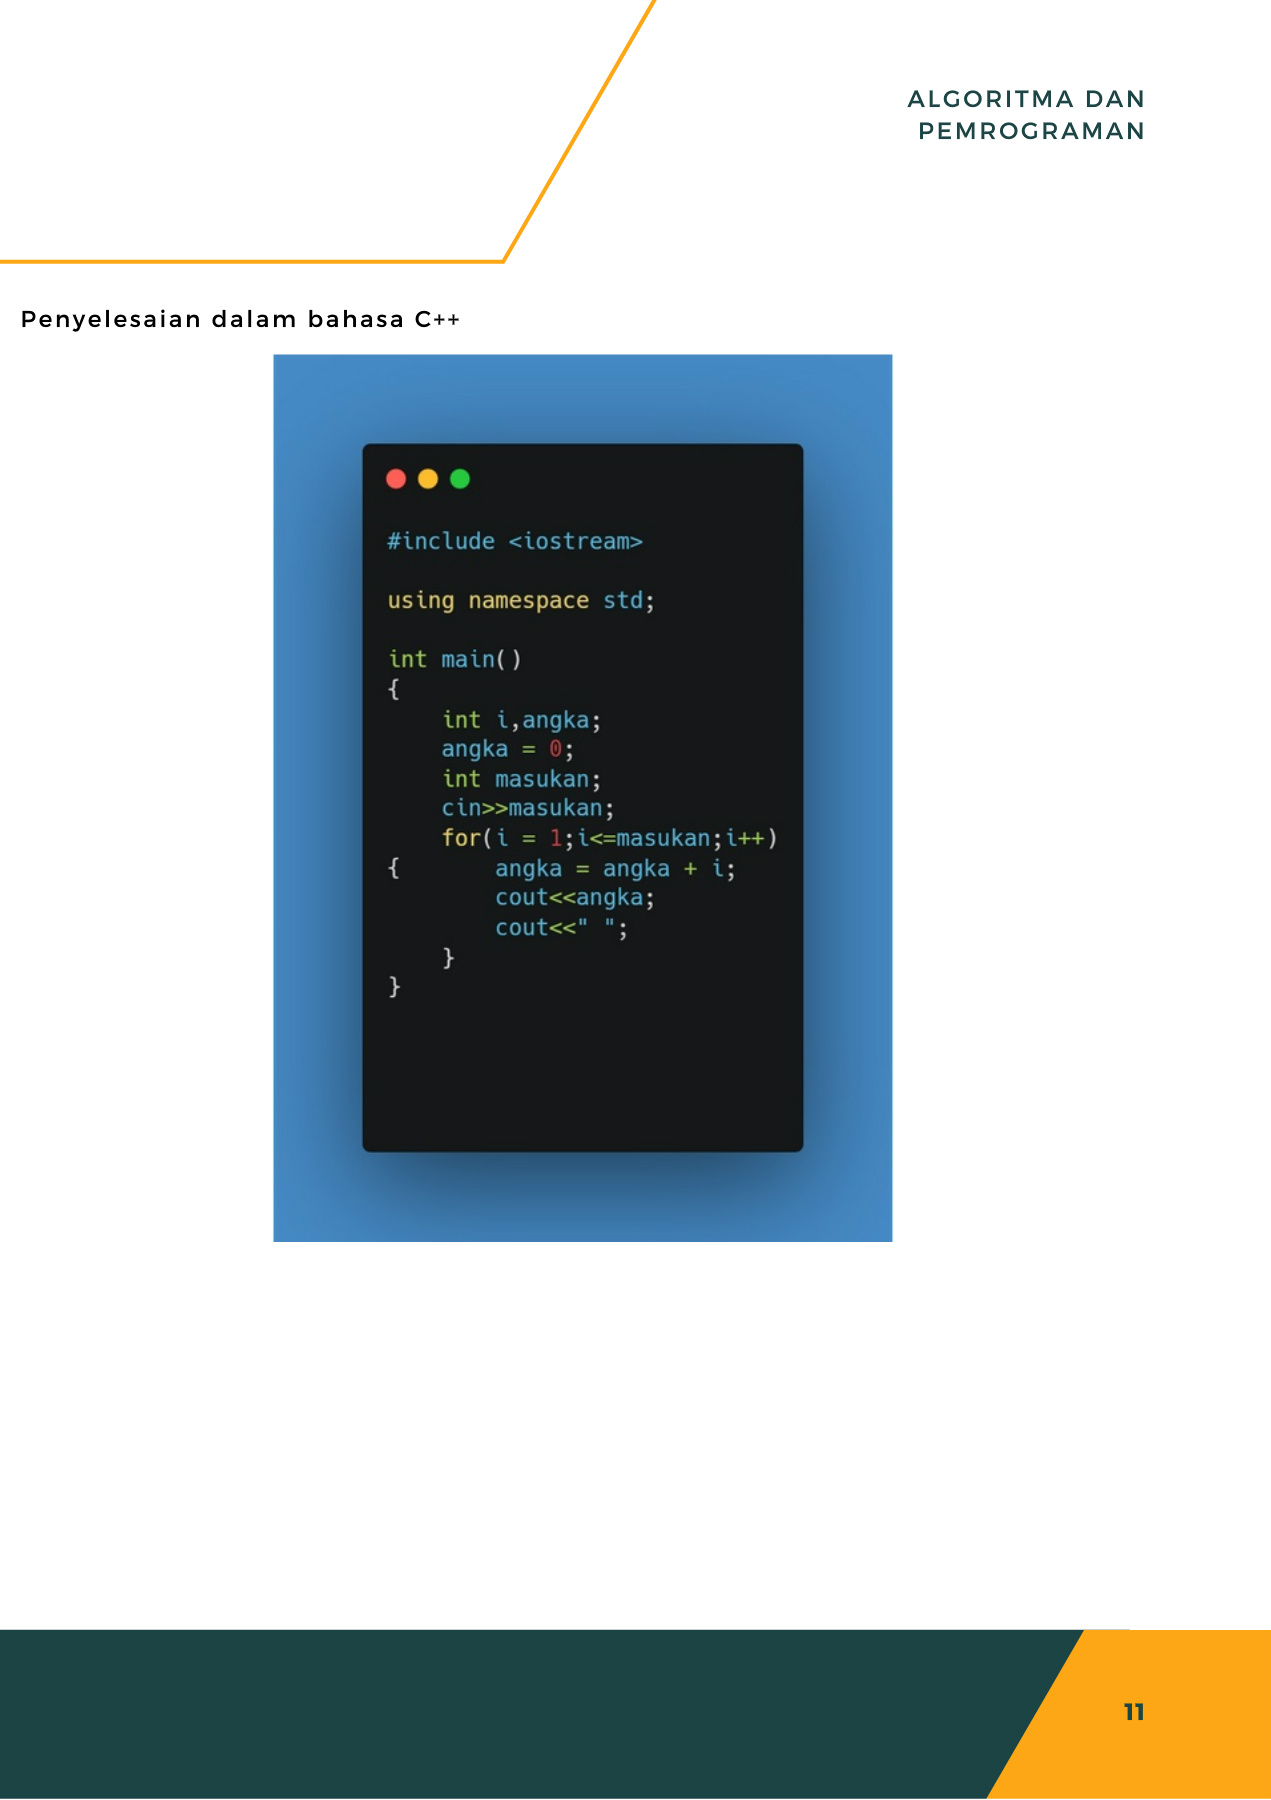 ALGORITMA DAN
PEMROGRAMAN
Penyelesaian dalam bahasa C++
#include <iostream>
using namespace std;
int main()
{
    int i,angka;
    angka = 0;
    int masukan;
    cin>>masukan;
    for(i = 1;i<=masukan;i++)
{       angka = angka + i;
        cout<<angka;
        cout<<" ";
    }
}
11